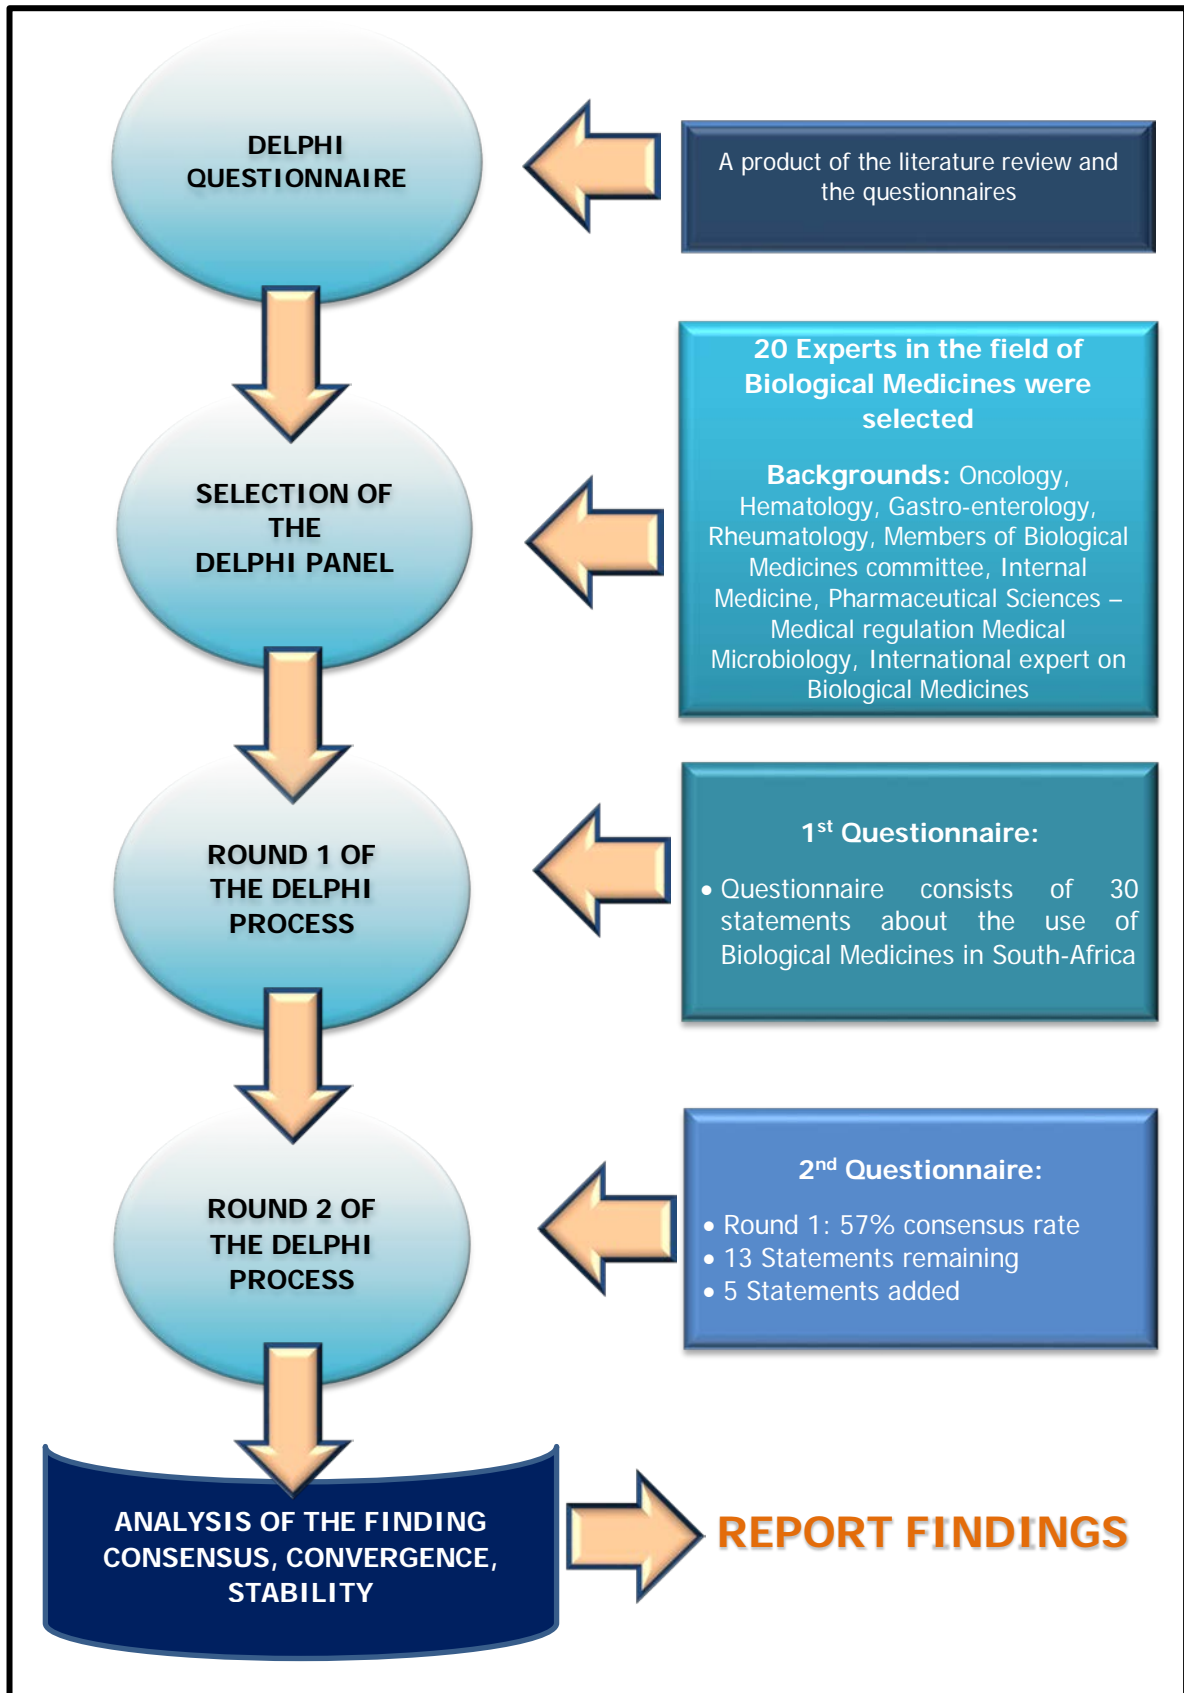 DELPHI
QUESTIONNAIRE
A product of the literature review and
the questionnaires
SELECTION OF
THE
DELPHI PANEL
20 Experts in the field of
Biological Medicines were
selected
Backgrounds: Oncology,
Hematology, Gastro-enterology,
Rheumatology, Members of Biological
Medicines committee, Internal
Medicine, Pharmaceutical Sciences –
Medical regulation Medical
Microbiology, International expert on
Biological Medicines
ROUND 1 OF
THE DELPHI
PROCESS
1st Questionnaire:
• Questionnaire consists of 30
statements about the use of
Biological Medicines in South-Africa
ROUND 2 OF
THE DELPHI
PROCESS
2nd Questionnaire:
• Round 1: 57% consensus rate
• 13 Statements remaining
• 5 Statements added
ANALYSIS OF THE FINDING
CONSENSUS, CONVERGENCE,
STABILITY
REPORT FINDINGS